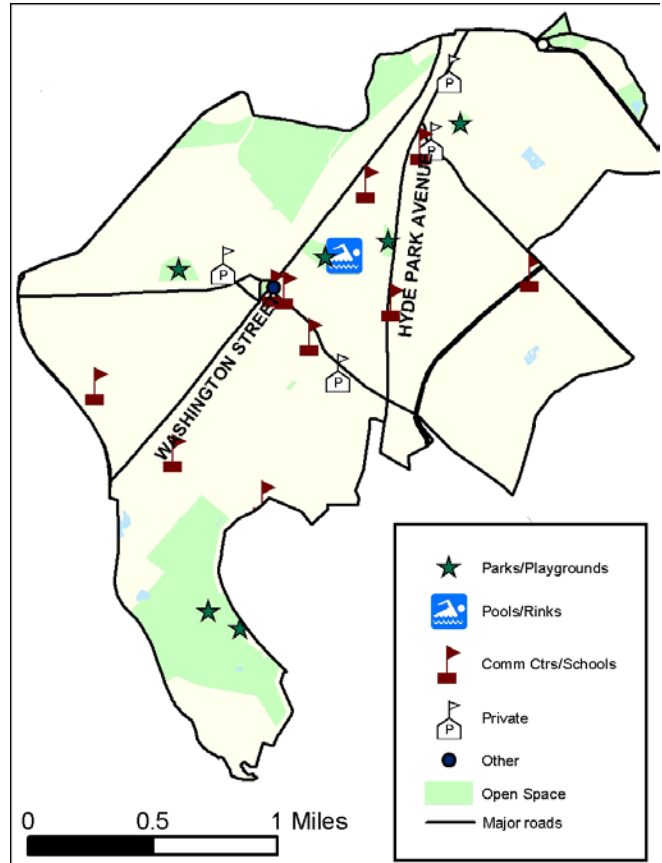 P
P
HYDE PARK AVENUE
P
WASHINGTON STREET
P
Parks/Playgrounds
Pools/Rinks
Comm Ctrs/Schools
P
Private
Other
Open Space
Major roads
0 0.5 1 Miles